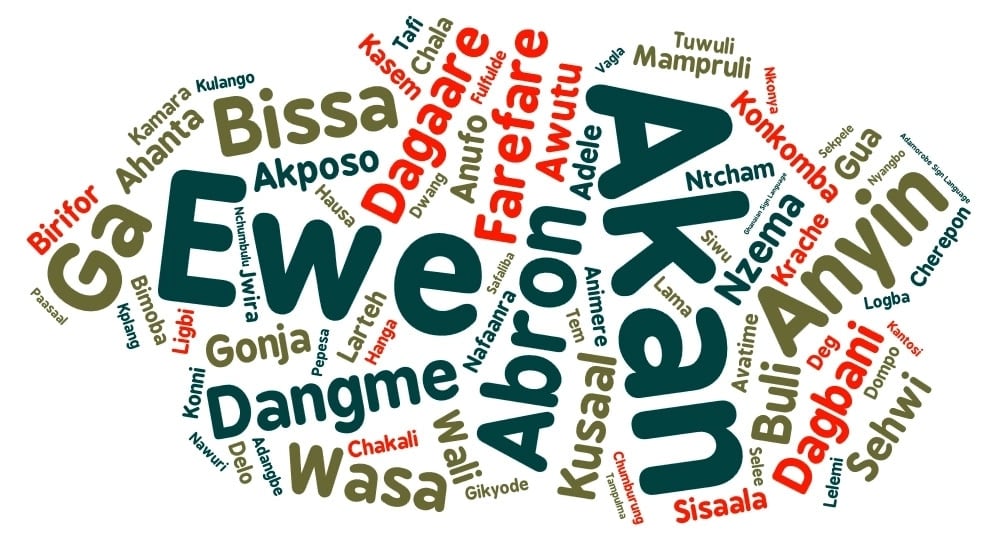 Tafi
Chala
Kasem
Dagaare
Fulfulde
Farefare
Awutu
Vagla
Tuwuli
Mampruli
Nkonya
Kulango
Kamara
Ahanta
Bissa
Akposo
Hausa
Dwang
Anufo
Adele
Akan
Konkomba
Ntcham
Ghanaian Sign Language
Sekpele
Gua
Nyangbo
Adamorobe Sign Language
Anyin
Cherepon
Birifor
Ga
Ewe
Nchumbulu
Jwira
Safaliba
Abron
Siwu
Nzema
Krache
Lama
Logba
Paasaal
Kplang
Bimoba
Ligbi
Gonja
Pepesa
Larteh
Hanga
Nafaanra
Animere
Tem
Avatime
Deg
Kantosi
Konni
Dangme
Kusaal
Buli
Dagbani
Dompo
Sehwi
Nawuri
Delo
Adangbe
Wasa
Chakali
Wali
Gikyode
Chumburung
Tampulma
Sisaala
Selee
Lelemi